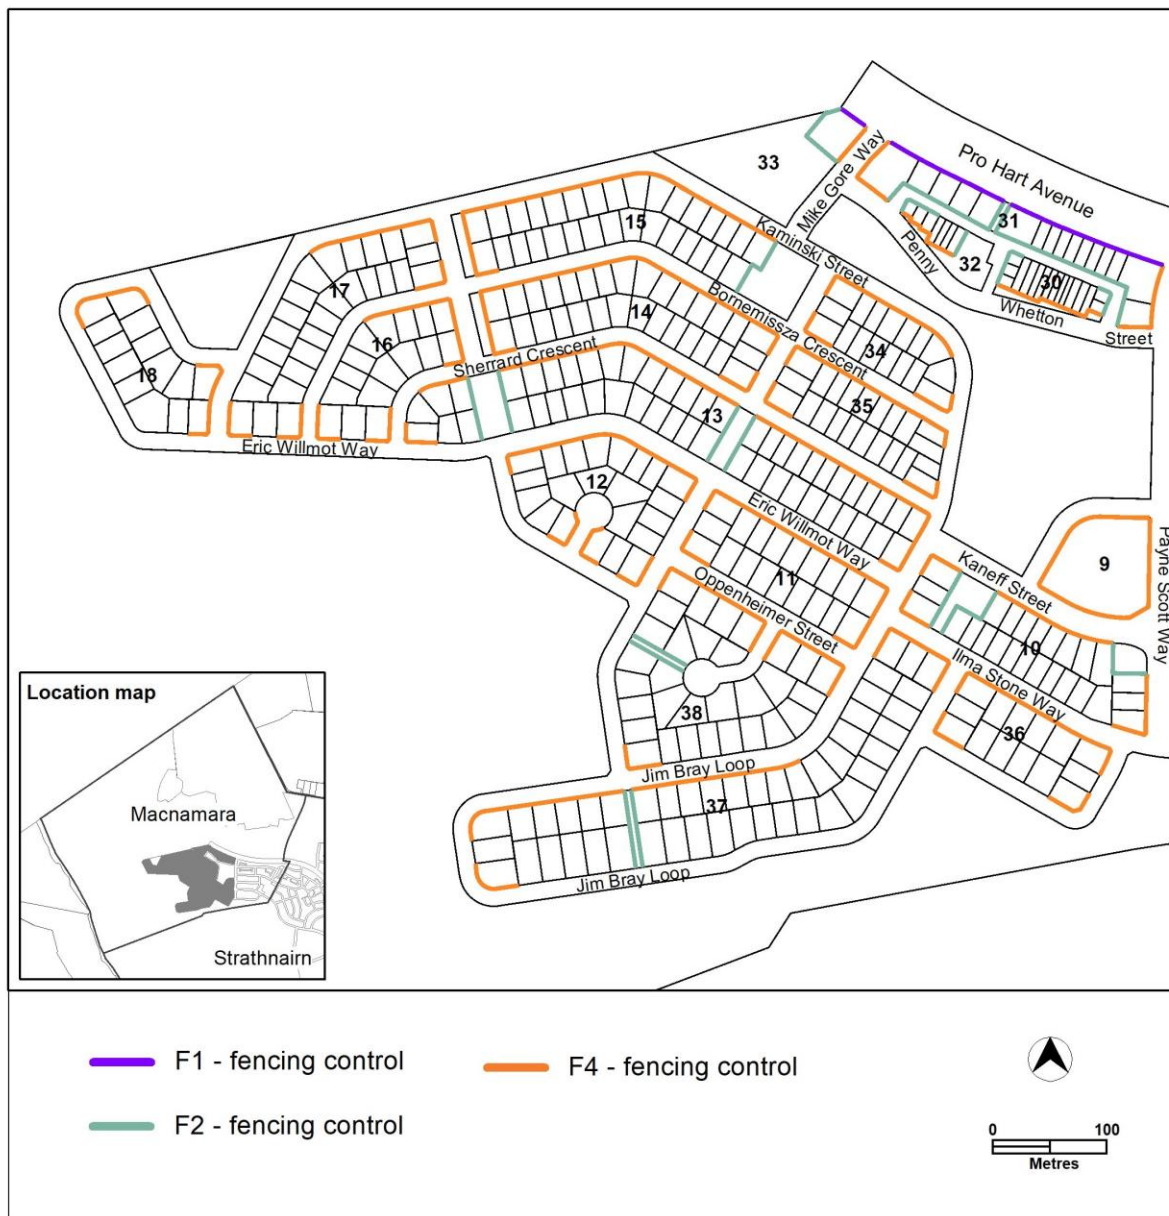 Pro Hart Avenue
33
Mike Gore Way
31
15
Kaminski Street
Penny
32
30
17
Whetton
14
Bornemissza Crescent
Street
16
34
Sherrard Crescent
18
35
13
Eric Willmot Way
12
Eric Willmot Way
Payne Scott Way
9
Kaneff Street
11
Oppenheimer Street
10
Ilma Stone Way
Location map
38
36
Jim Bray Loop
37
Macnamara
Jim Bray Loop
Strathnairn
F1 - fencing control
F4 - fencing control
F2 - fencing control
0 100
Metres